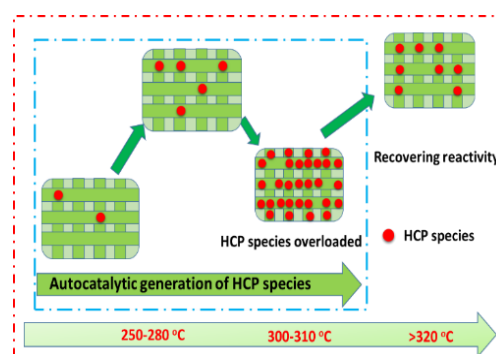 Recovering reactivity
HCP species overloaded
HCP species
Autocatalytic generation of HCP species
250-280 °C
300-310 °C
>320 °C